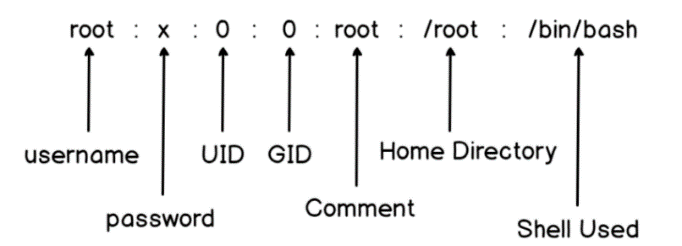 root : x : 0 : 0 : root : /root : /bin/bash
username UID GID Home Directory
password Comment Shell Used